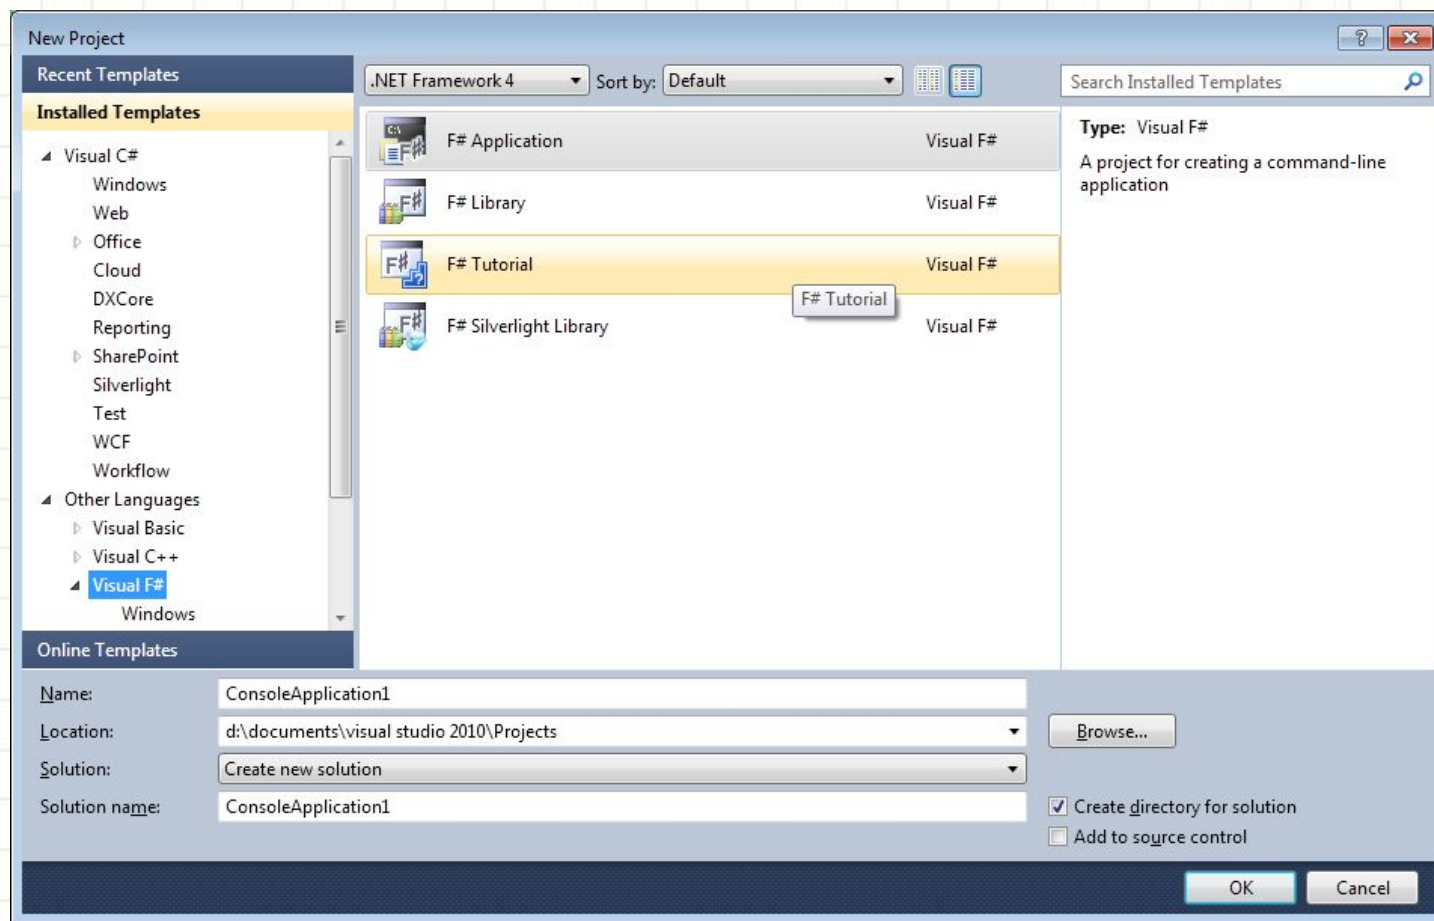 New Project
Recent Templates
Installed Templates
Visual C#
Windows
Web
Office
Cloud
DXCore
Reporting
SharePoint
Silverlight
Test
WCF
Workflow
Other Languages
Visual Basic
Visual C++
Visual F#
Windows
Online Templates
.NET Framework 4 Sort by: Default
F# Application Visual F#
F# Library Visual F#
F# Tutorial Visual F#
F# Tutorial
F# Silverlight Library Visual F#
Search Installed Templates
Type: Visual F#
A project for creating a command-line
application
Name: ConsoleApplication1
Location: d:\documents\visual studio 2010\Projects Browse...
Solution: Create new solution
Solution name: ConsoleApplication1
Create directory for solution
Add to source control
OK Cancel